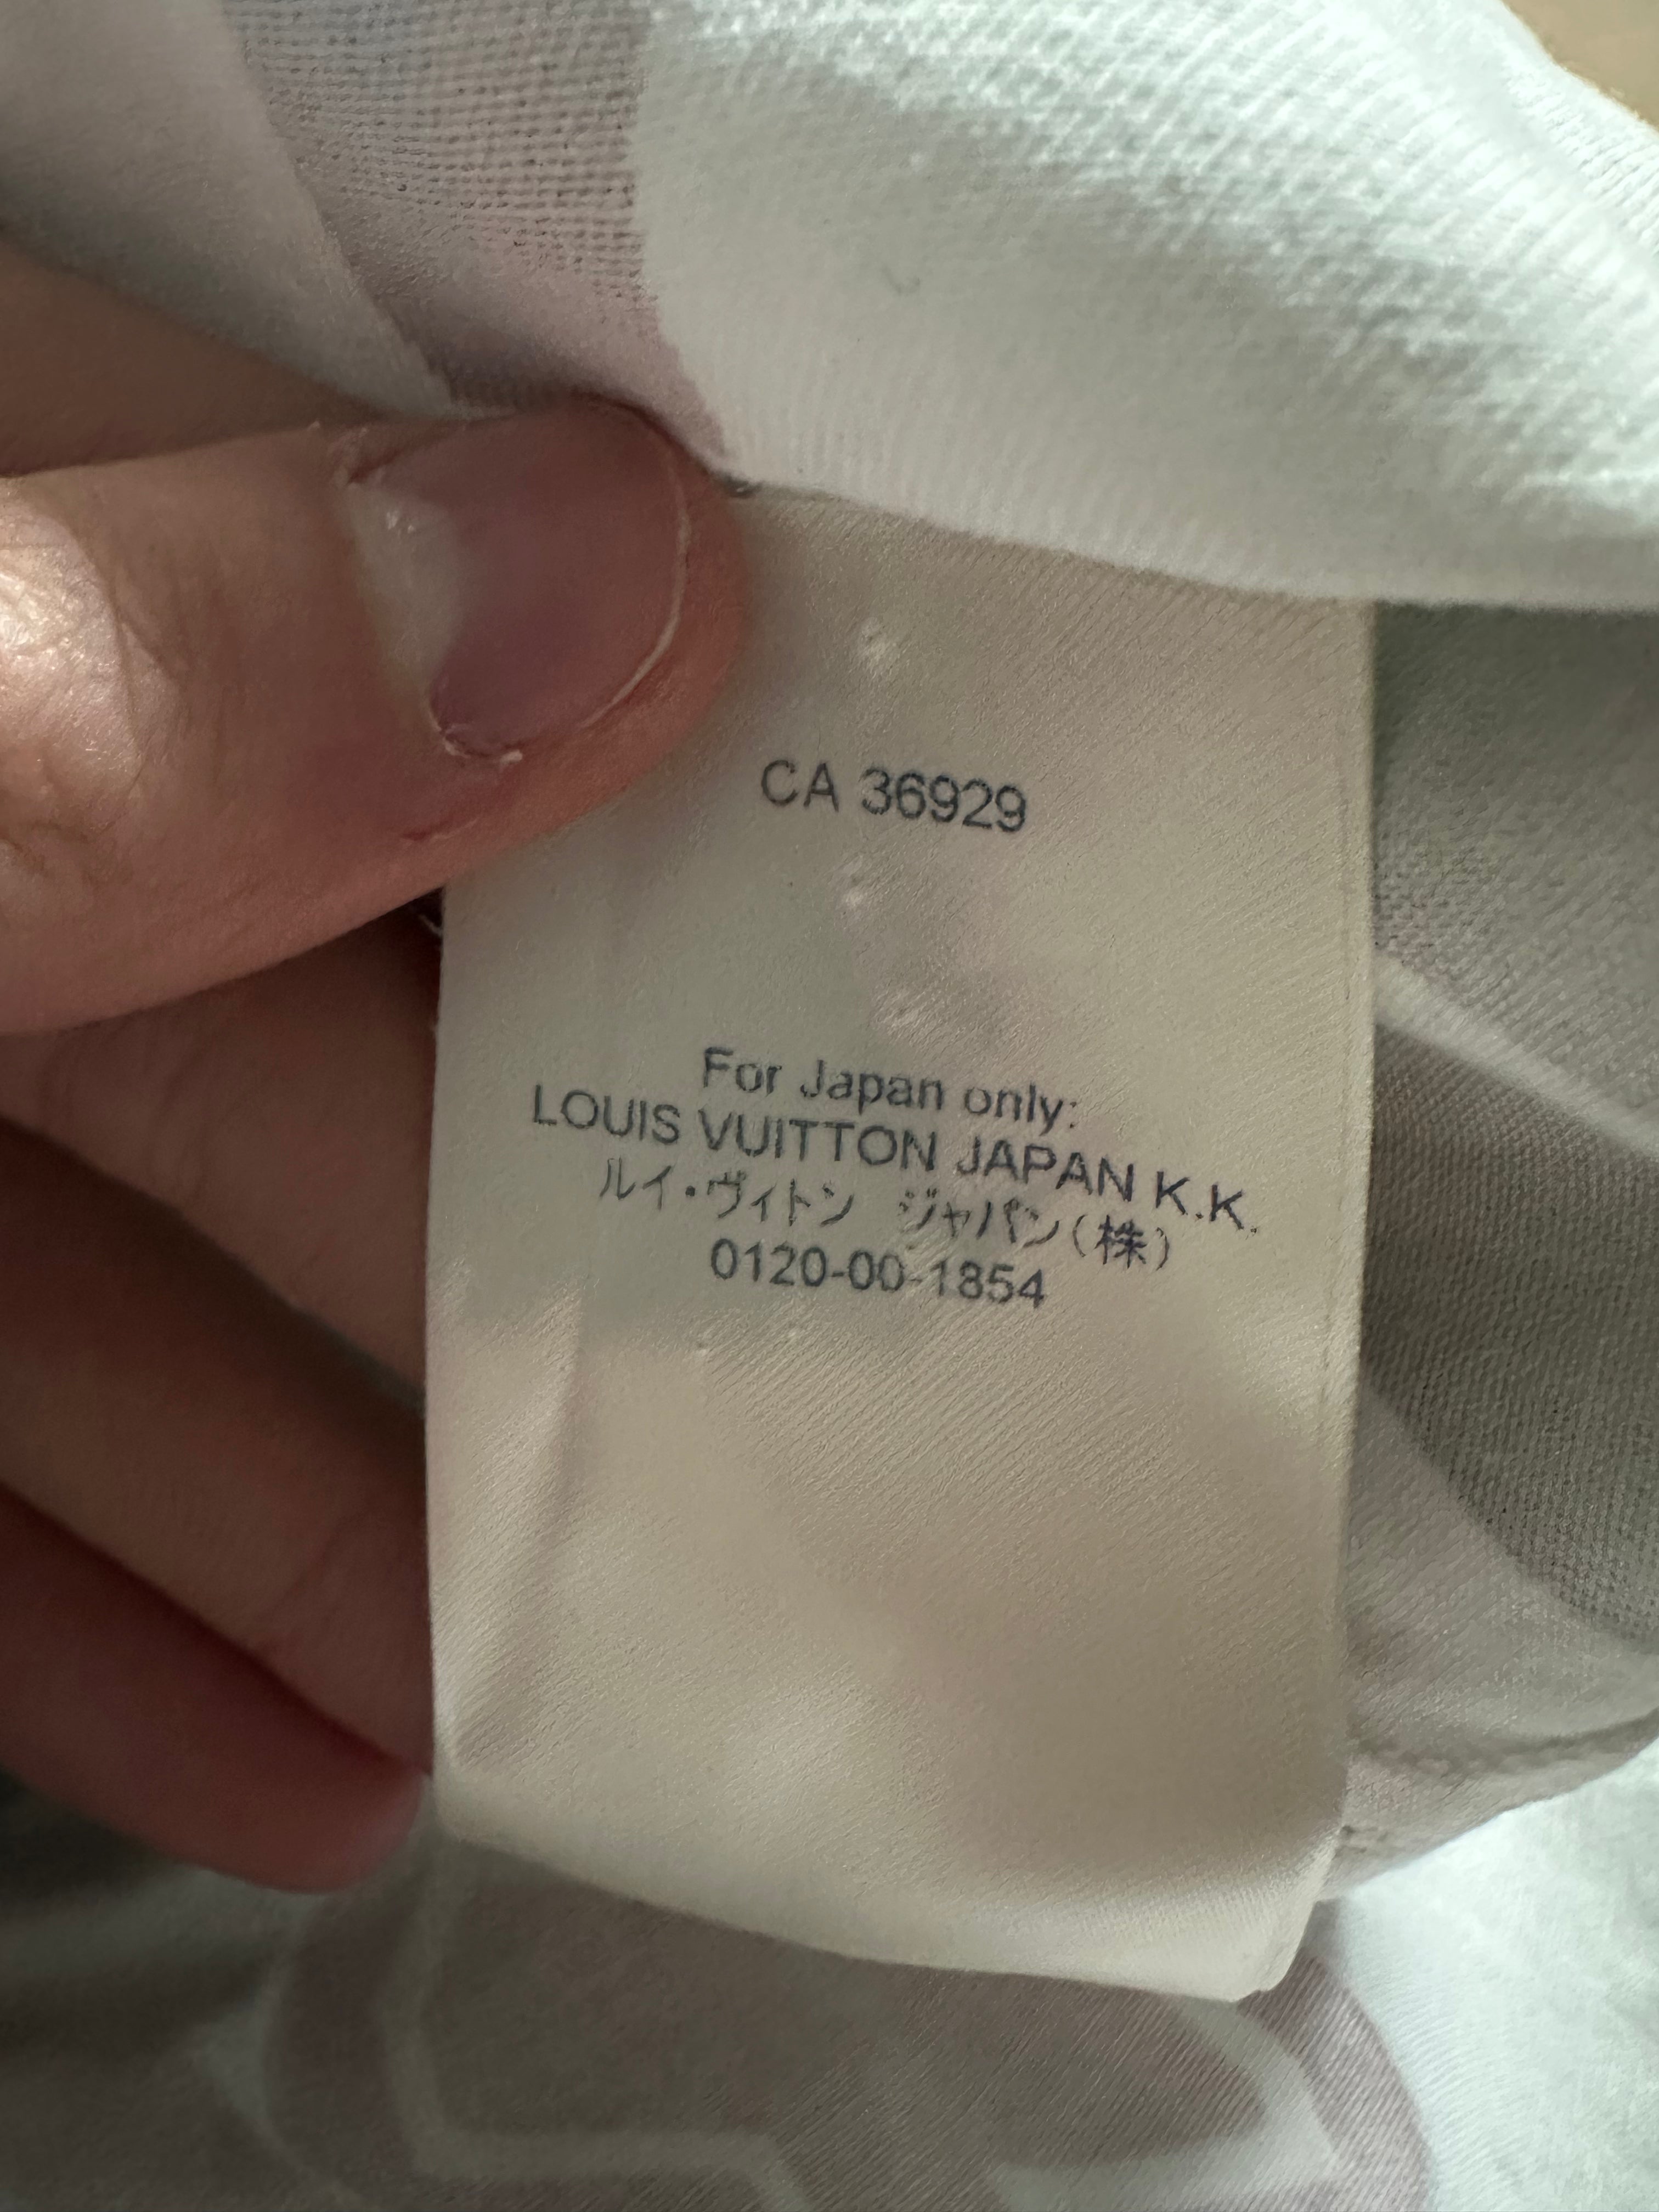 CA 36929
For Japan only:
LOUIS VUITTON JAPAN K.K.
ルイ・ヴィトン ジャパン(株)
0120-00-1854